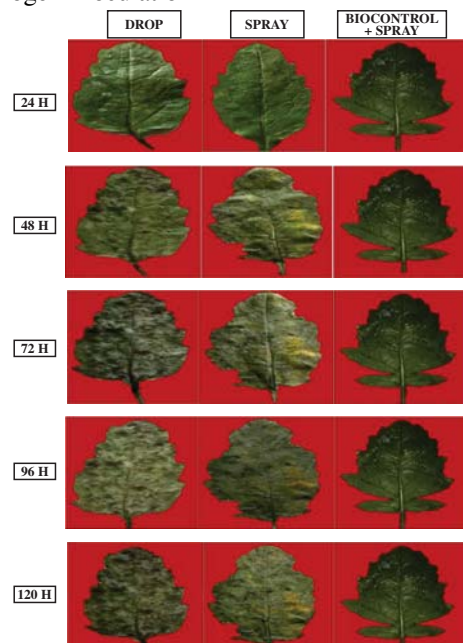 DROP
SPRAY
BIOCONTROL
+ SPRAY
24 H
48 H
72 H
96 H
120 H